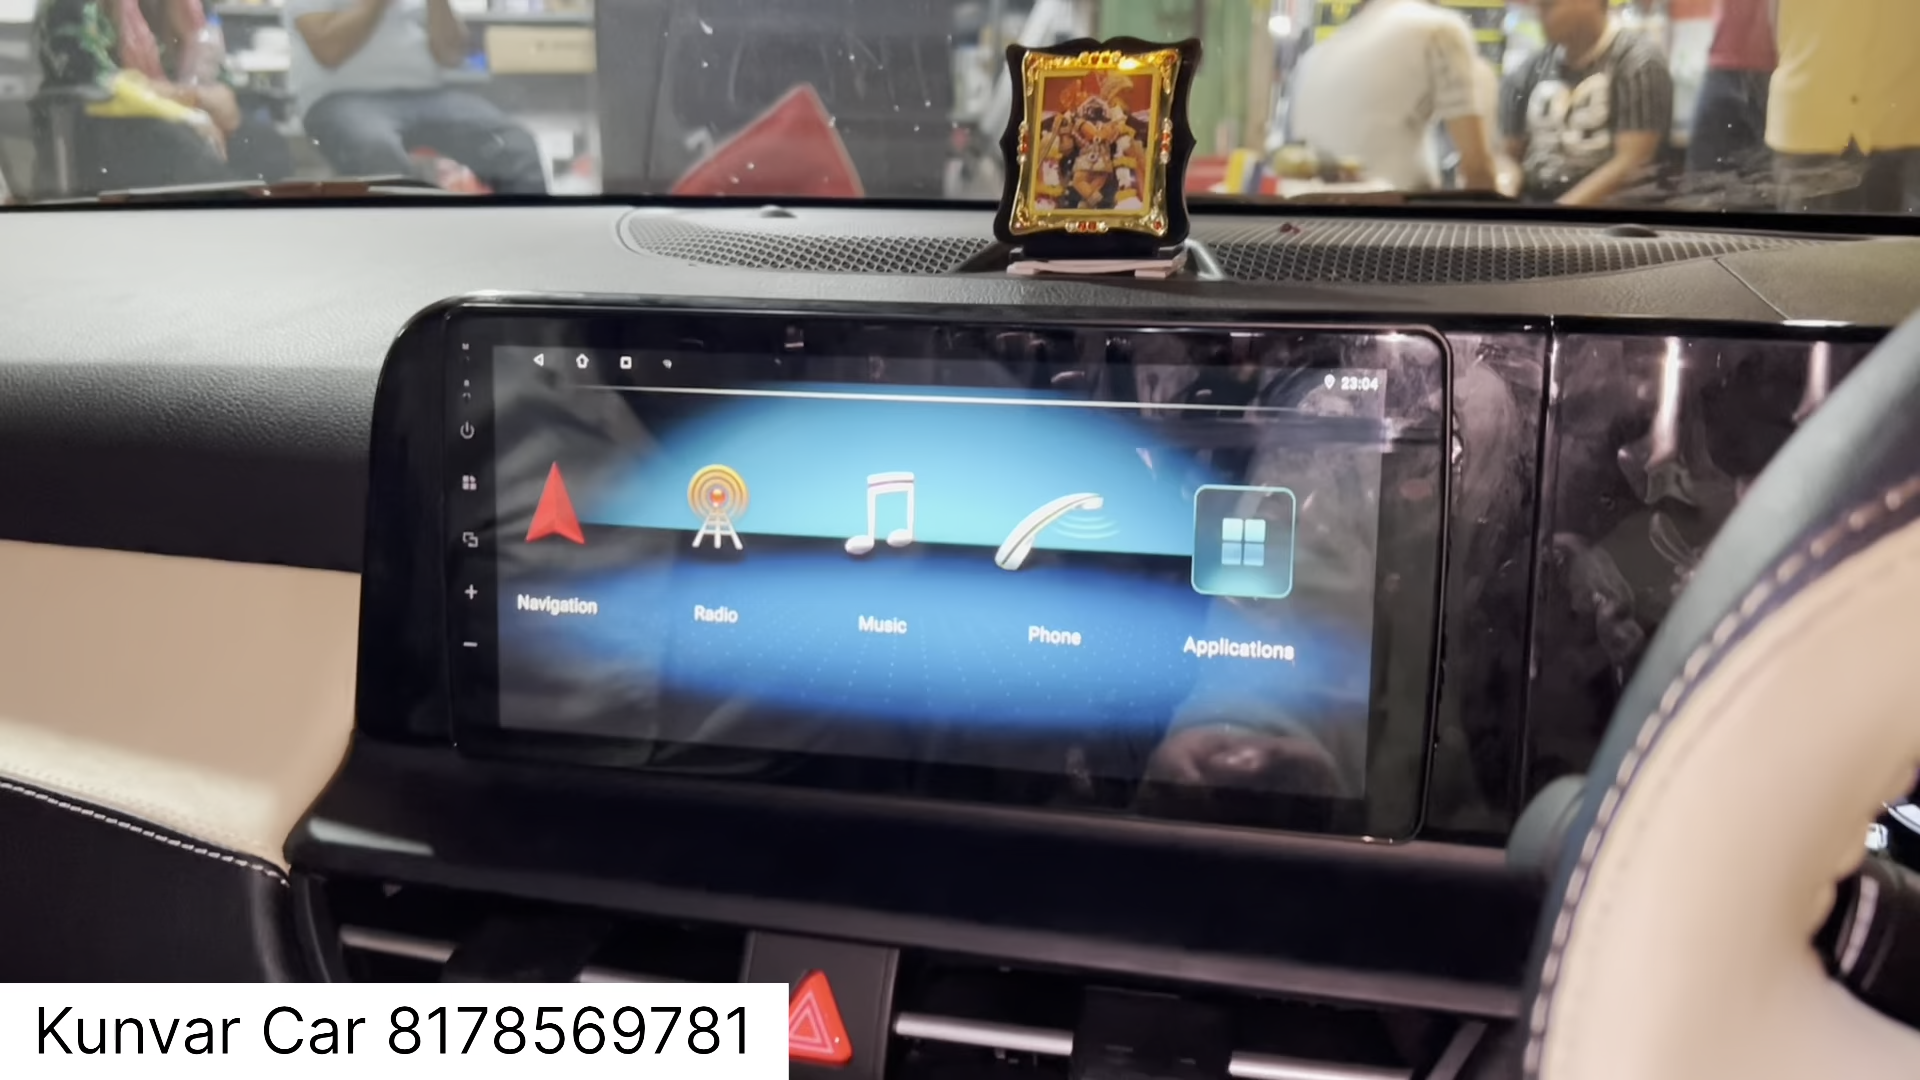 23:04
Navigation
Radio
Music
Phone
Applications
Kunvar Car 8178569781